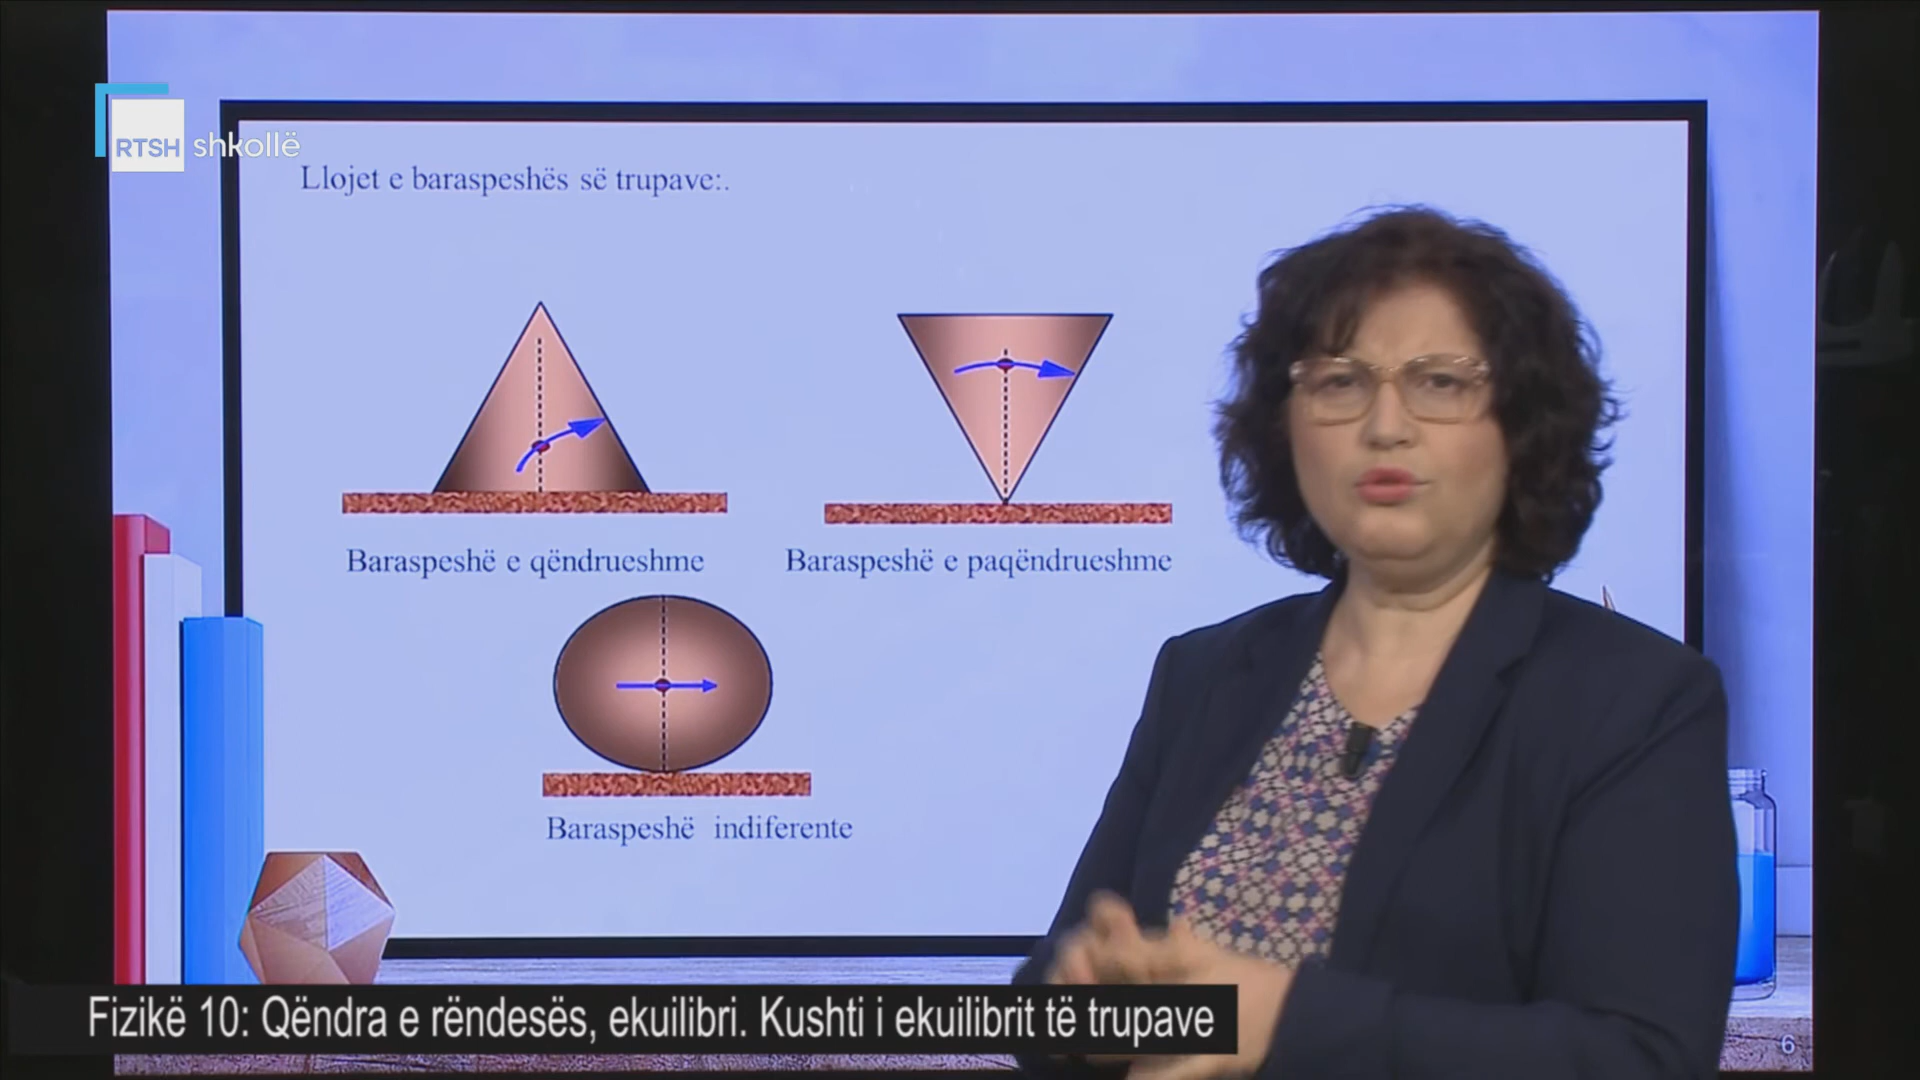 RTSH shkollë
Llojet e baraspeshës së trupave:.
Baraspeshë e qëndrueshme
Baraspeshë e paqëndrueshme
Baraspeshë indiferente
Fizikë 10: Qëndra e rëndesës, ekuilibri. Kushti i ekuilibrit të trupave
6